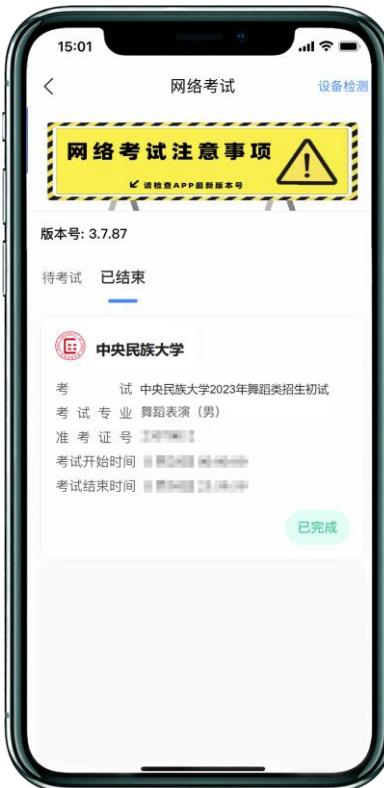 15:01
网络考试
设备检测
网络考试注意事项
请检查APP最新版本号
版本号: 3.7.87
待考试 已结束
中央民族大学
考试 中央民族大学2023年舞蹈类招生初试
考试专业 舞蹈表演（男）
准考证号
考试开始时间
考试结束时间
已完成